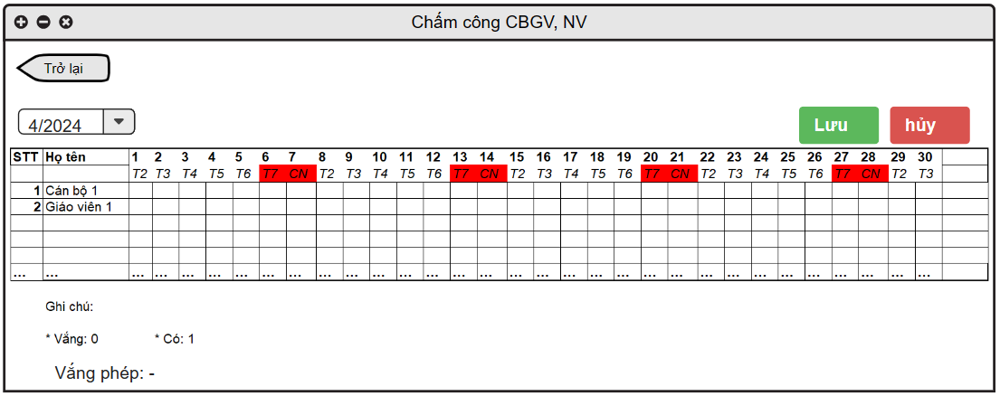 Chấm công CBGV, NV
Trở lại
4/2024
Lưu hủy
STT Họ tên 1 2 3 4 5 6 7 8 9 10 11 12 13 14 15 16 17 18 19 20 21 22 23 24 25 26 27 28 29 30
T2 T3 T4 T5 T6 T7 CN T2 T3 T4 T5 T6 T7 CN T2 T3 T4 T5 T6 T7 CN T2 T3 T4 T5 T6 T7 CN T2 T3
1 Cán bộ 1
2 Giáo viên 1
... ... ... ... ... ... ... ... ... ... ... ... ... ... ... ... ... ... ... ... ... ... ... ... ... ... ... ... ... ... ... ...
Ghi chú:
* Vắng: 0 * Có: 1
Vắng phép: -